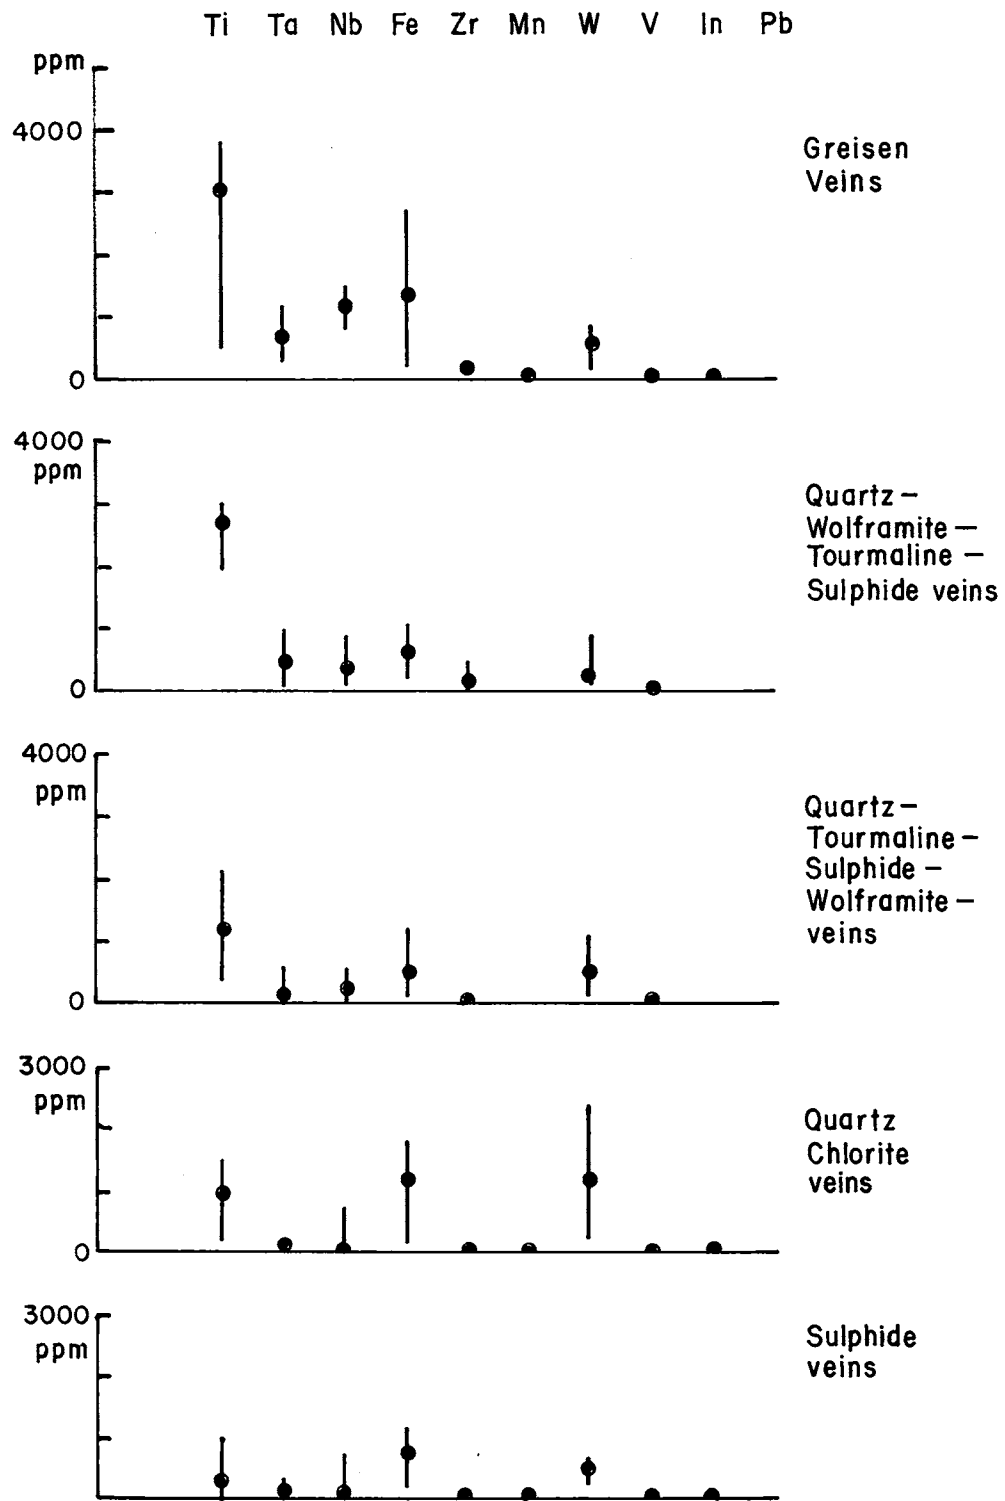 Ti Ta Nb Fe Zr Mn W V In Pb
ppm
4000
0
Greisen
Veins
4000
ppm
0
Quartz –
Wolframite –
Tourmaline –
Sulphide veins
4000
ppm
0
Quartz –
Tourmaline –
Sulphide –
Wolframite –
veins
3000
ppm
0
Quartz
Chlorite
veins
3000
ppm
Sulphide
veins